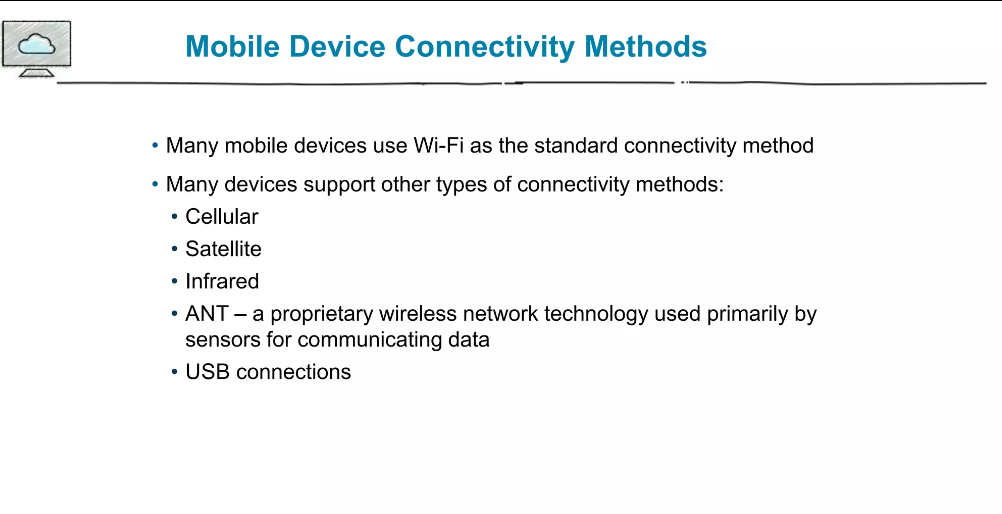 Mobile Device Connectivity Methods
• Many mobile devices use Wi-Fi as the standard connectivity method
• Many devices support other types of connectivity methods:
• Cellular
• Satellite
• Infrared
• ANT – a proprietary wireless network technology used primarily by
sensors for communicating data
• USB connections